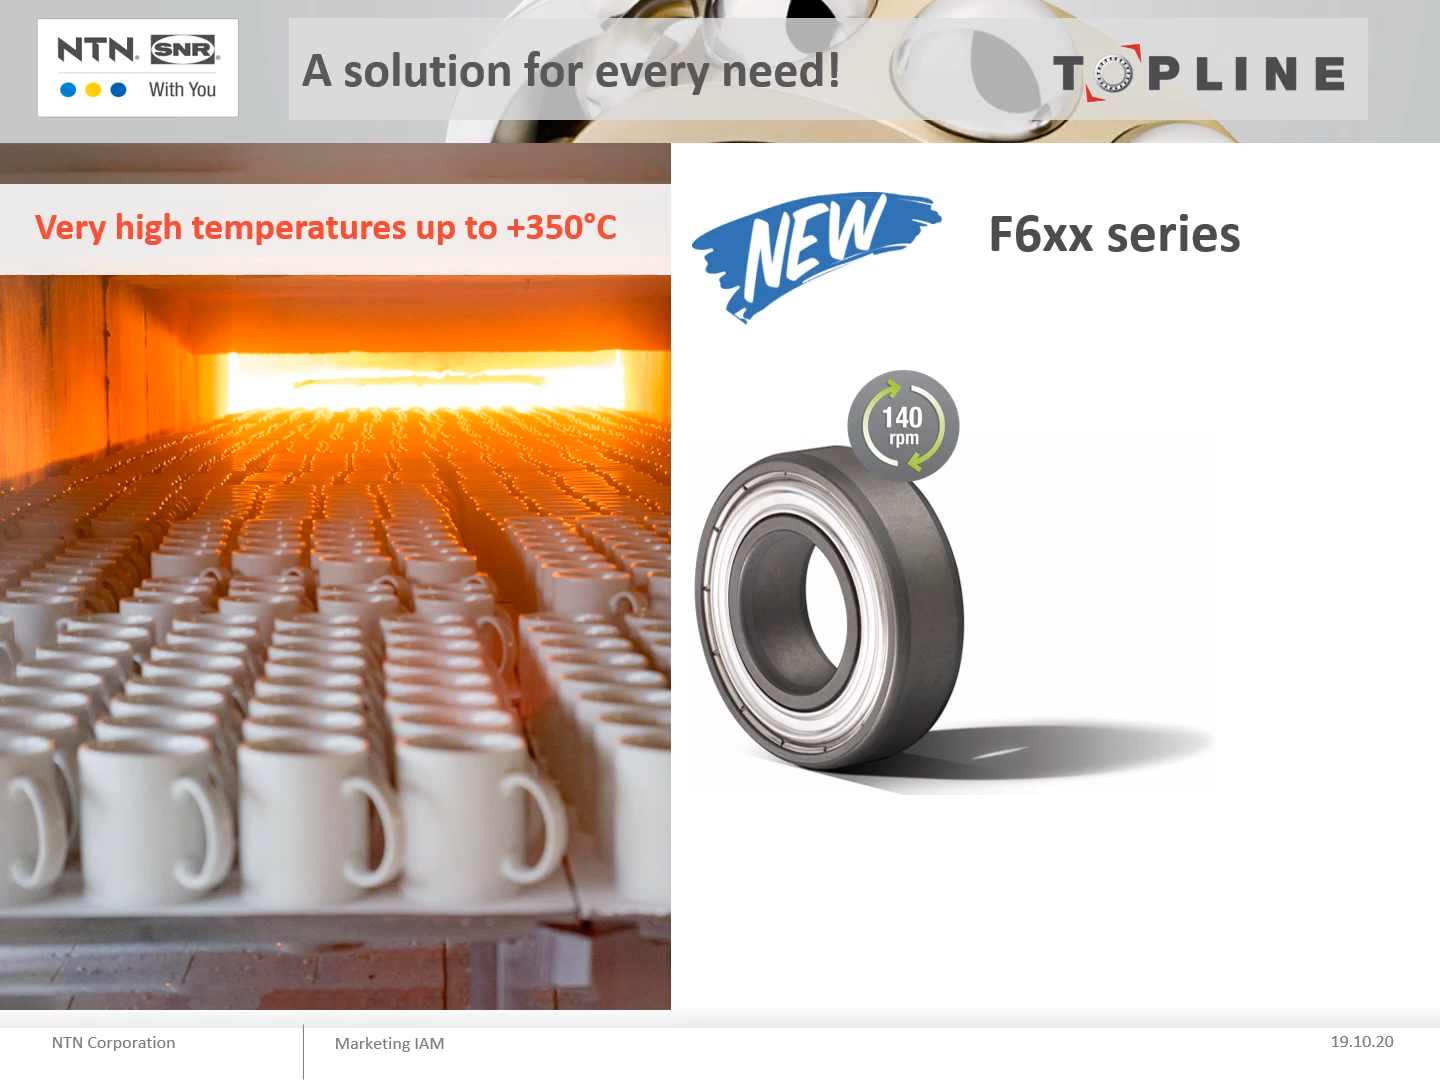 NTN® SNR®
With You
A solution for every need!
TOPLINE
Very high temperatures up to +350°C
NEW
F6xx series
140
rpm
NTN Corporation
Marketing IAM
19.10.20